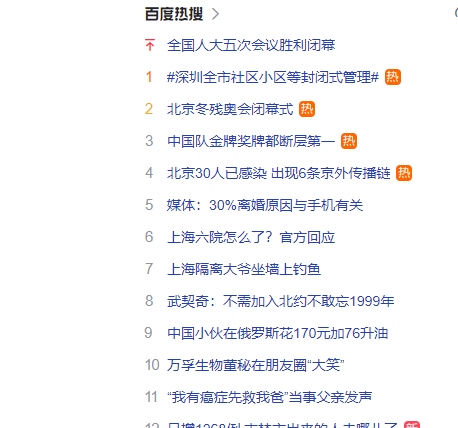 百度热搜
全国人大五次会议胜利闭幕
1 #深圳全市社区小区等封闭式管理# 热
2 北京冬残奥会闭幕式 热
3 中国队金牌奖牌都断层第一 热
4 北京30人已感染 出现6条京外传播链 热
5 媒体：30%离婚原因与手机有关
6 上海六院怎么了？官方回应
7 上海隔离大爷坐墙上钓鱼
8 武契奇：不需加入北约不敢忘1999年
9 中国小伙在俄罗斯花170元加76升油
10 万孚生物董秘在朋友圈“大笑”
11 “我有癌症先救我爸”当事父亲发声